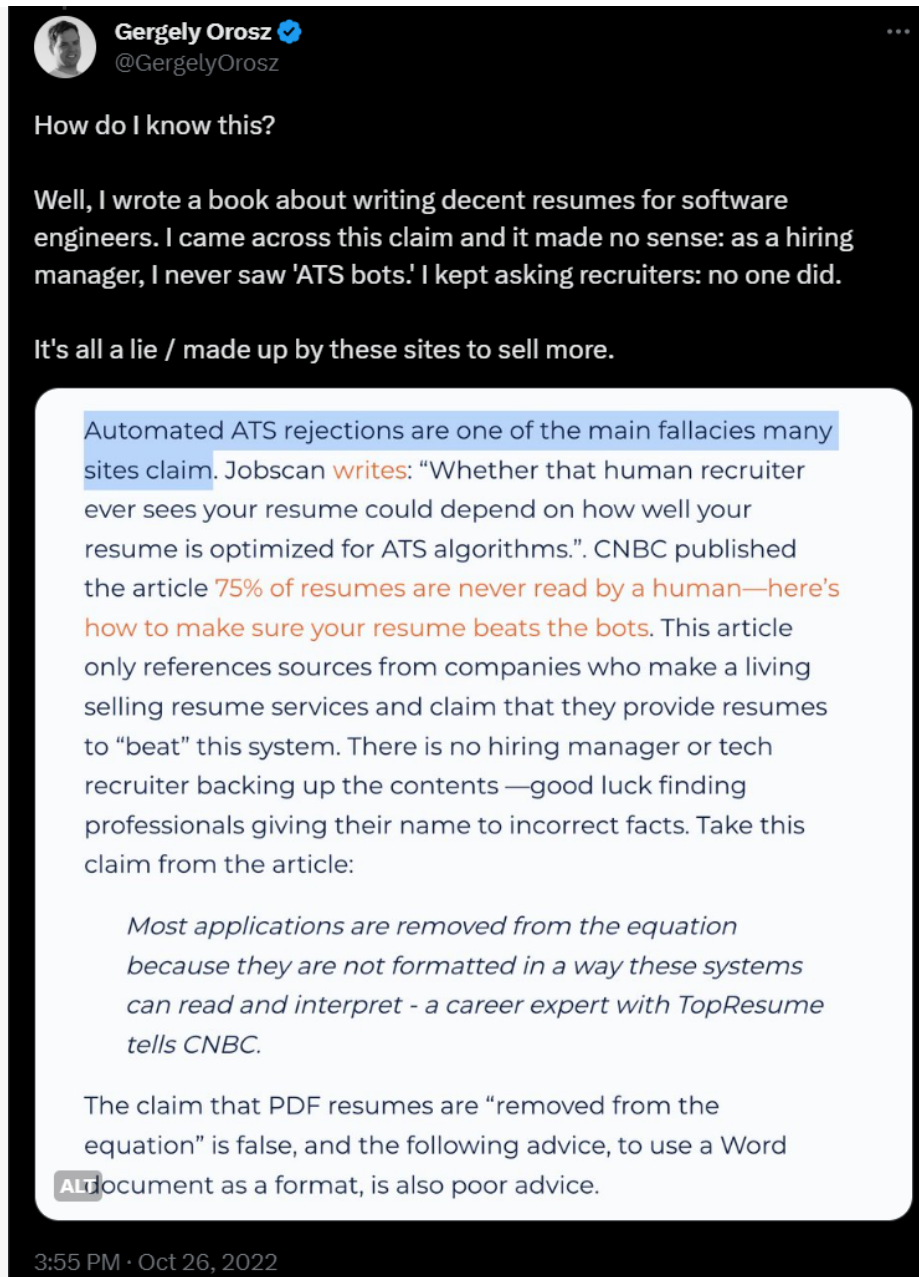 Gergely Orosz
@GergelyOrosz
How do I know this?
Well, I wrote a book about writing decent resumes for software
engineers. I came across this claim and it made no sense: as a hiring
manager, I never saw 'ATS bots.' I kept asking recruiters: no one did.
It's all a lie / made up by these sites to sell more.
Automated ATS rejections are one of the main fallacies many
sites claim. Jobscan writes: “Whether that human recruiter
ever sees your resume could depend on how well your
resume is optimized for ATS algorithms.”. CNBC published
the article 75% of resumes are never read by a human—here’s
how to make sure your resume beats the bots. This article
only references sources from companies who make a living
selling resume services and claim that they provide resumes
to “beat” this system. There is no hiring manager or tech
recruiter backing up the contents —good luck finding
professionals giving their name to incorrect facts. Take this
claim from the article:
Most applications are removed from the equation
because they are not formatted in a way these systems
can read and interpret - a career expert with TopResume
tells CNBC.
The claim that PDF resumes are “removed from the
equation” is false, and the following advice, to use a Word
document as a format, is also poor advice.
ALT
3:55 PM · Oct 26, 2022